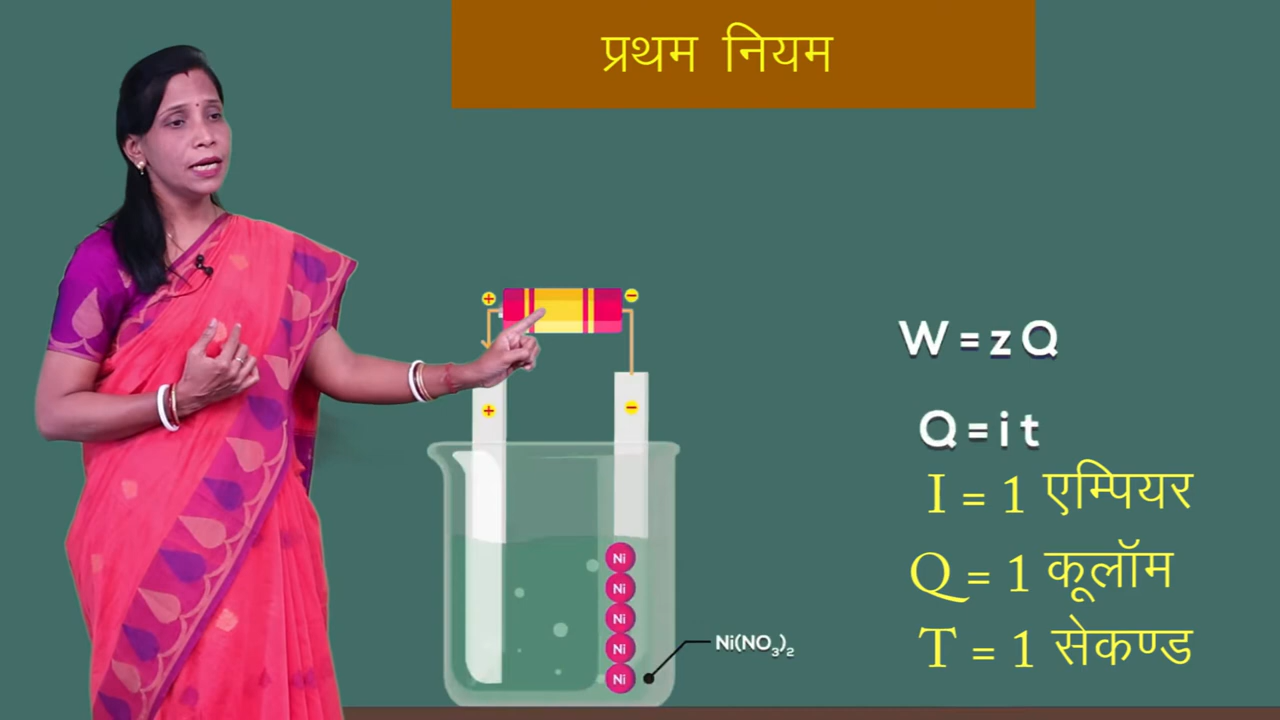 प्रथम नियम
+ −
+ −
W = z Q
Q = i t
I = 1 एम्पियर
Q = 1 कूलॉम
T = 1 सेकण्ड
Ni
Ni
Ni
Ni
Ni
Ni(NO₃)₂